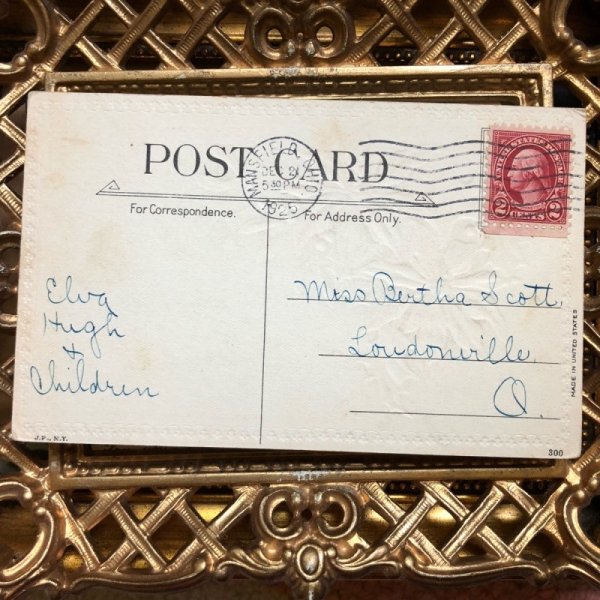 POST CARD
MANSFIELD, OHIO
DEC 21
5 30 PM
1925
UNITED STATES POSTAGE
2 CENTS 2
For Correspondence.
For Address Only.
Elva
Hugh
+
Children
Miss Bertha Scott.
Loudonville,
O.
MADE IN UNITED STATES
J.P., N.Y.
300